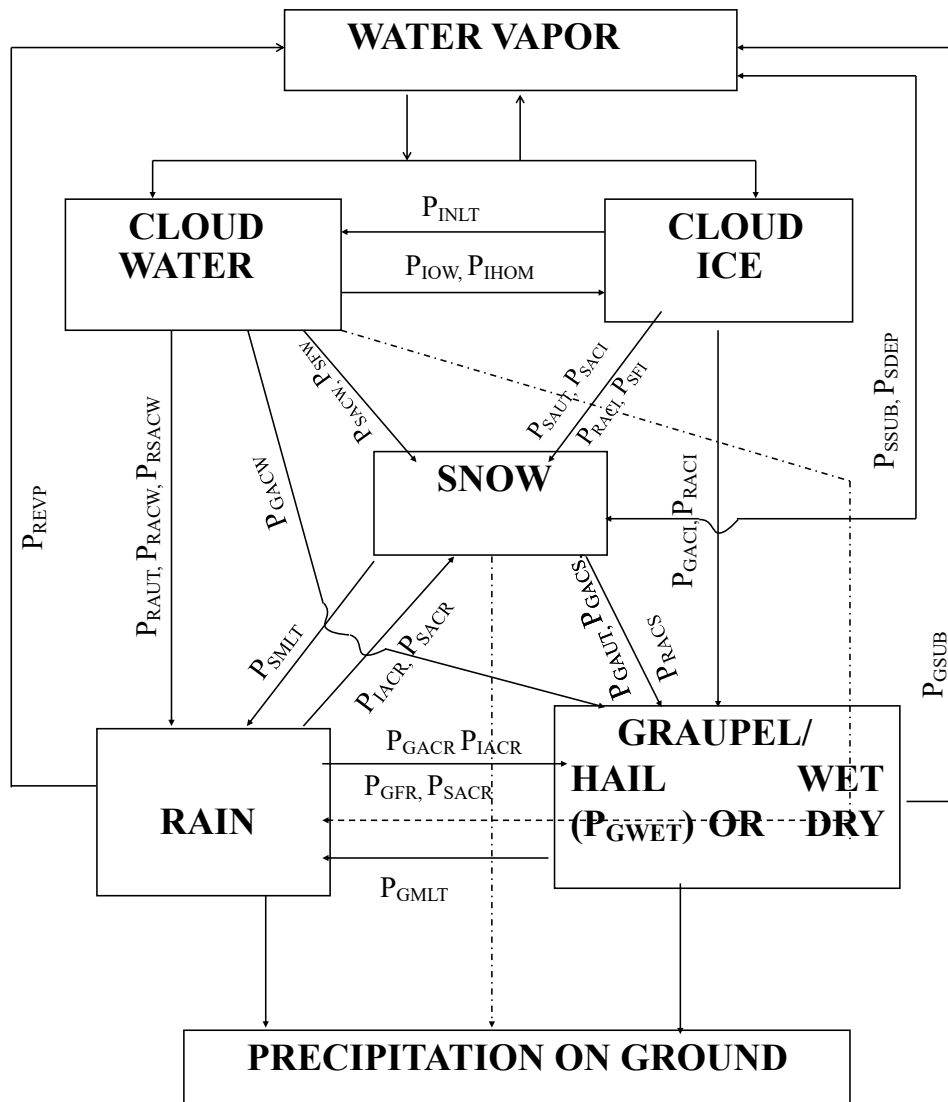 WATER VAPOR
CLOUD
WATER
P_INLT
P_IOW, P_IHOM
CLOUD
ICE
P_SACW, P_SFW
P_SAUT, P_SACI
P_RACI, P_SFI
P_SSUB, P_SDEP
P_REVP
P_RAUT, P_RACW, P_RSACW
P_GACW
SNOW
P_GACI, P_RACI
P_SMLT
P_IACR, P_SACR
P_GAUT, P_GACS,
P_RACS
P_GSUB
RAIN
P_GACR P_IACR
P_GFR, P_SACR
P_GMLT
GRAUPEL/
HAIL WET
(P_GWET) OR DRY
PRECIPITATION ON GROUND